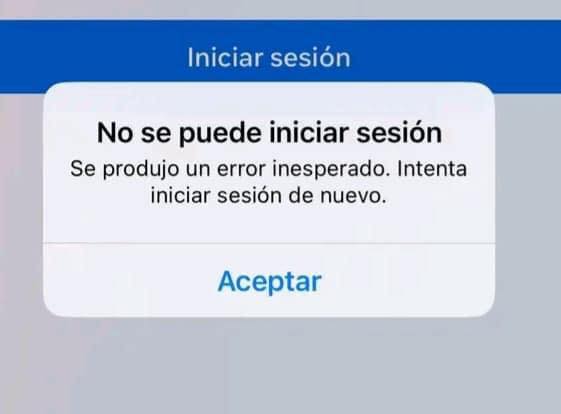 Iniciar sesión
No se puede iniciar sesión
Se produjo un error inesperado. Intenta
iniciar sesión de nuevo.
Aceptar